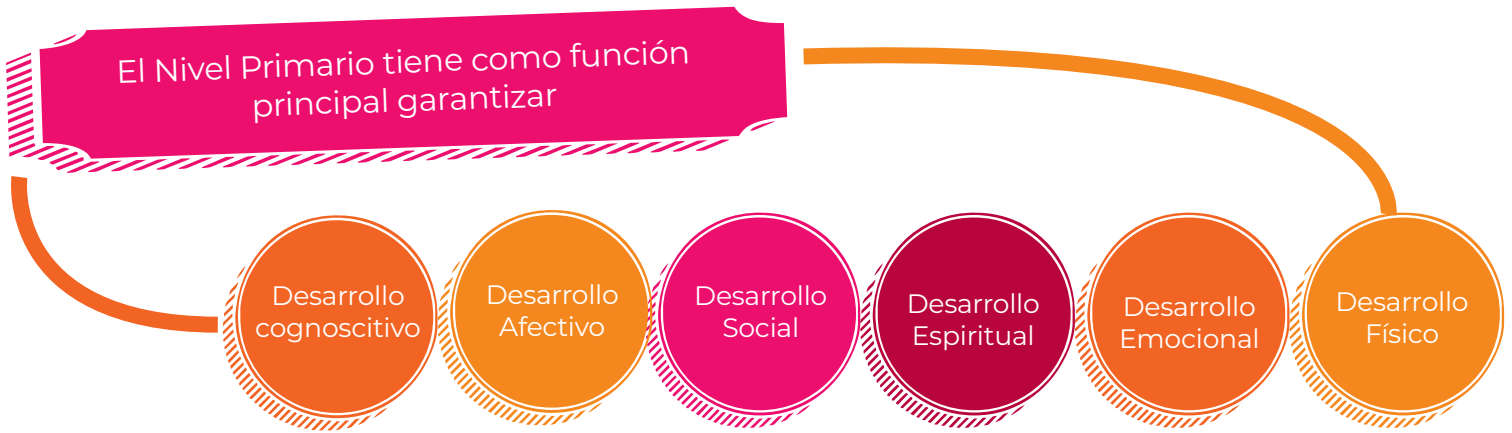 El Nivel Primario tiene como función
principal garantizar
Desarrollo
cognoscitivo
Desarrollo
Afectivo
Desarrollo
Social
Desarrollo
Espiritual
Desarrollo
Emocional
Desarrollo
Físico